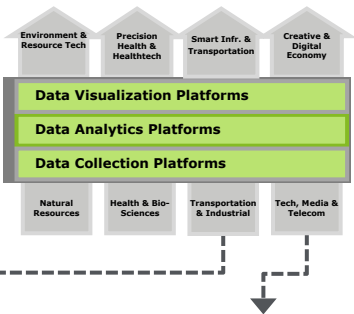 Environment &
Resource Tech
Precision
Health &
Healthtech
Smart Infr. &
Transportation
Creative &
Digital
Economy
Data Visualization Platforms
Data Analytics Platforms
Data Collection Platforms
Natural
Resources
Health & Bio-
Sciences
Transportation
& Industrial
Tech, Media &
Telecom